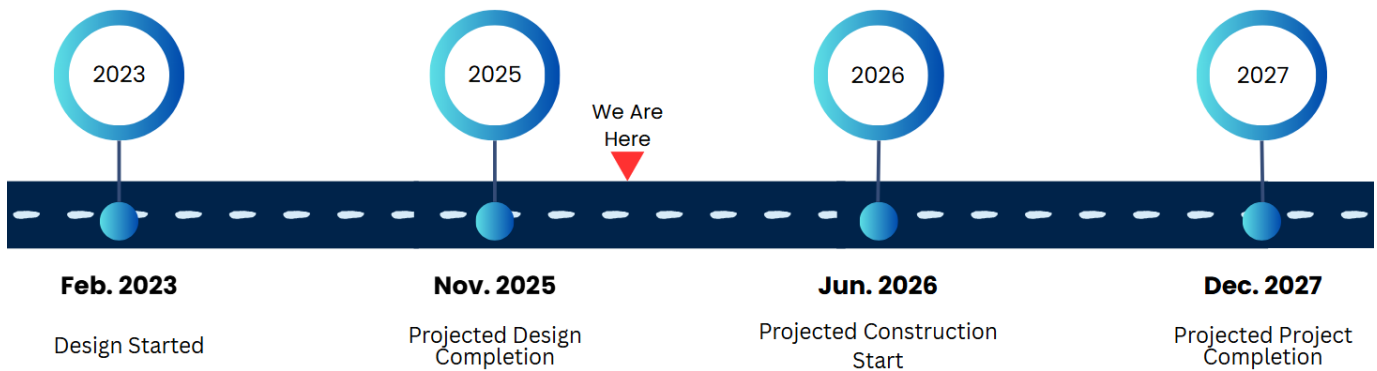 2023
2025
2026
2027
We Are
Here
Feb. 2023
Nov. 2025
Jun. 2026
Dec. 2027
Design Started
Projected Design
Completion
Projected Construction
Start
Projected Project
Completion